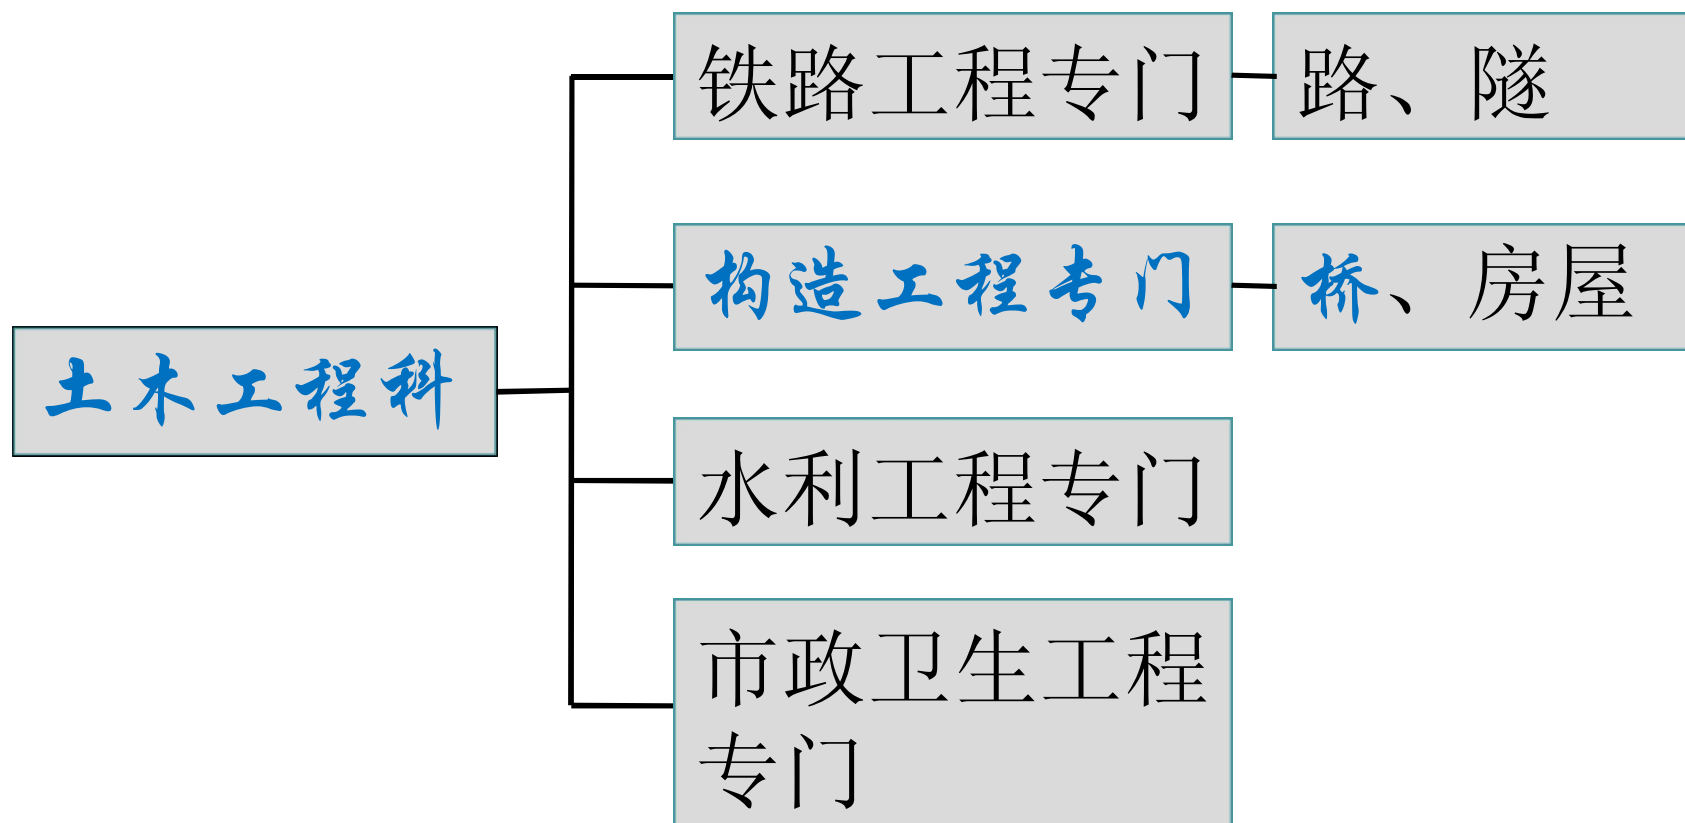 铁路工程专门
路、隧
构造工程专门
桥、房屋
土木工程科
水利工程专门
市政卫生工程
专门